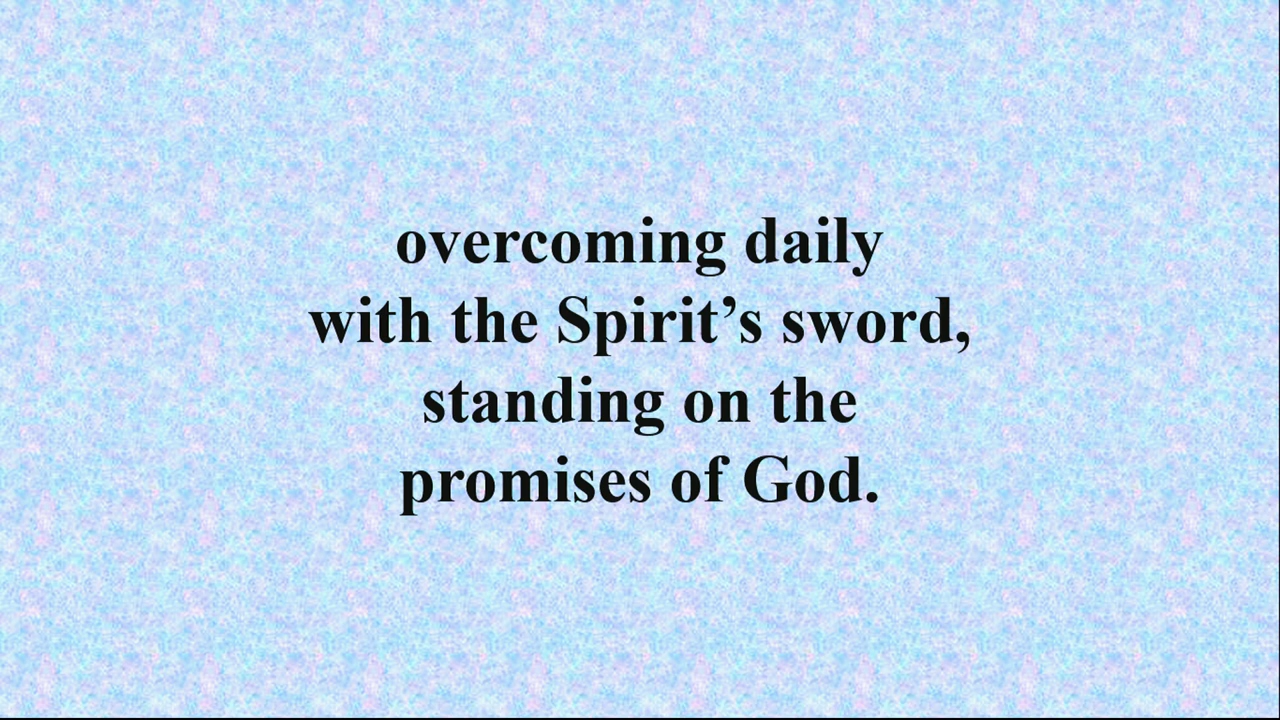 overcoming daily
with the Spirit’s sword,
standing on the
promises of God.